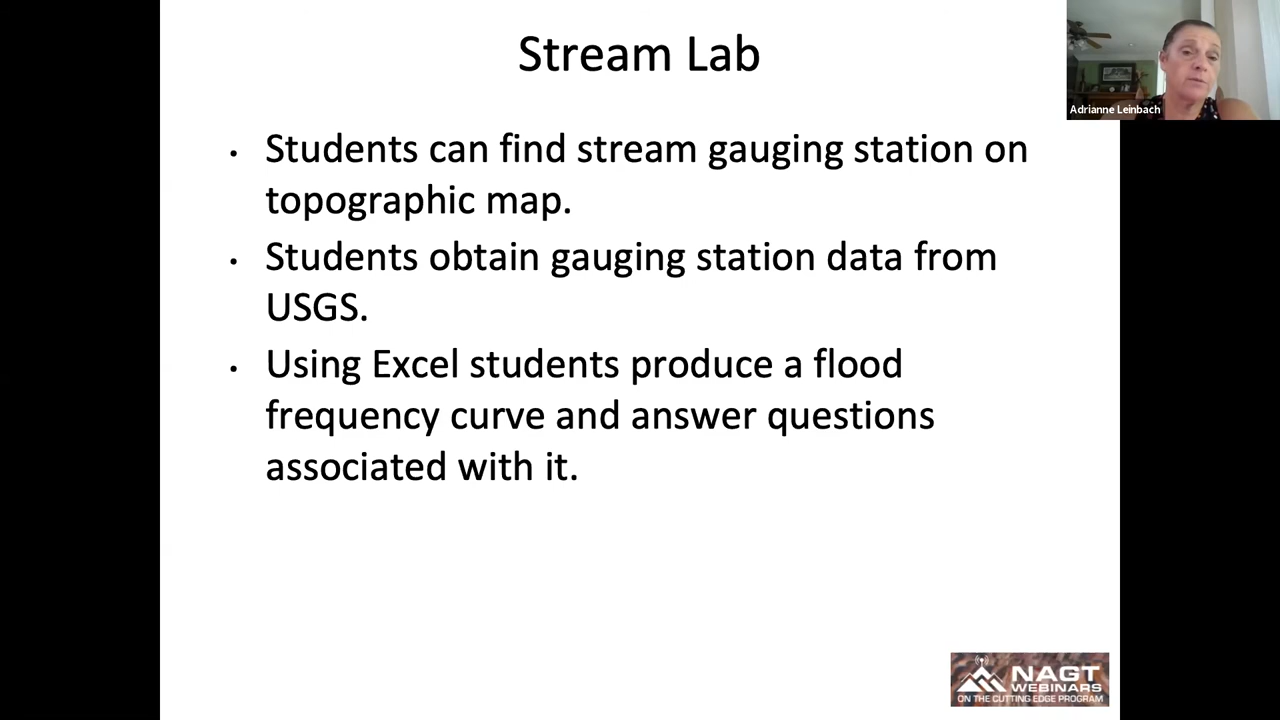 Stream Lab
Adrianne Leinbach
• Students can find stream gauging station on
topographic map.
• Students obtain gauging station data from
USGS.
• Using Excel students produce a flood
frequency curve and answer questions
associated with it.
NAGT
WEBINARS
ON THE CUTTING EDGE PROGRAM